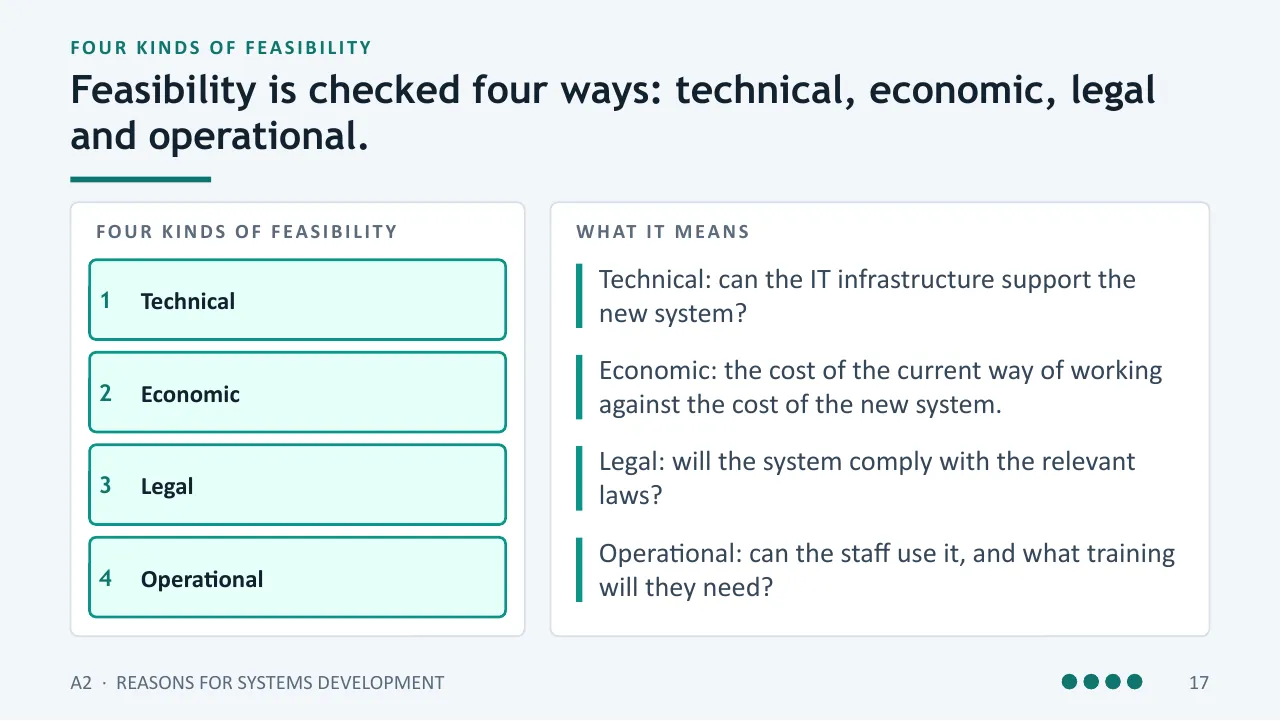 FOUR KINDS OF FEASIBILITY
Feasibility is checked four ways: technical, economic, legal
and operational.
FOUR KINDS OF FEASIBILITY
1 Technical
2 Economic
3 Legal
4 Operational
WHAT IT MEANS
Technical: can the IT infrastructure support the
new system?
Economic: the cost of the current way of working
against the cost of the new system.
Legal: will the system comply with the relevant
laws?
Operational: can the staff use it, and what training
will they need?
A2 · REASONS FOR SYSTEMS DEVELOPMENT
17